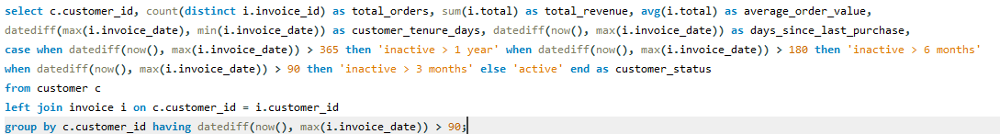 select c.customer_id, count(distinct i.invoice_id) as total_orders, sum(i.total) as total_revenue, avg(i.total) as average_order_value,
datediff(max(i.invoice_date), min(i.invoice_date)) as customer_tenure_days, datediff(now(), max(i.invoice_date)) as days_since_last_purchase,
case when datediff(now(), max(i.invoice_date)) > 365 then 'inactive > 1 year' when datediff(now(), max(i.invoice_date)) > 180 then 'inactive > 6 months'
when datediff(now(), max(i.invoice_date)) > 90 then 'inactive > 3 months' else 'active' end as customer_status
from customer c
left join invoice i on c.customer_id = i.customer_id
group by c.customer_id having datediff(now(), max(i.invoice_date)) > 90;